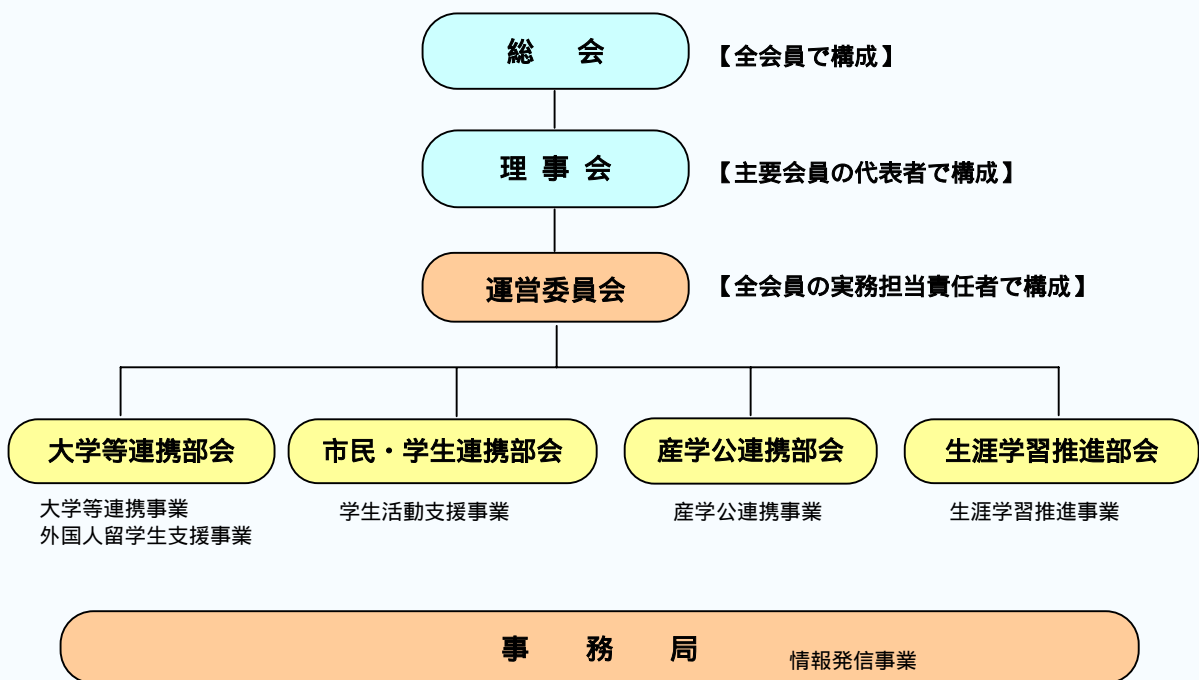 総　会
【全会員で構成】
理 事 会
【主要会員の代表者で構成】
運営委員会
【全会員の実務担当責任者で構成】
大学等連携部会
市民・学生連携部会
産学公連携部会
生涯学習推進部会
大学等連携事業
外国人留学生支援事業
学生活動支援事業
産学公連携事業
生涯学習推進事業
事　務　局
情報発信事業